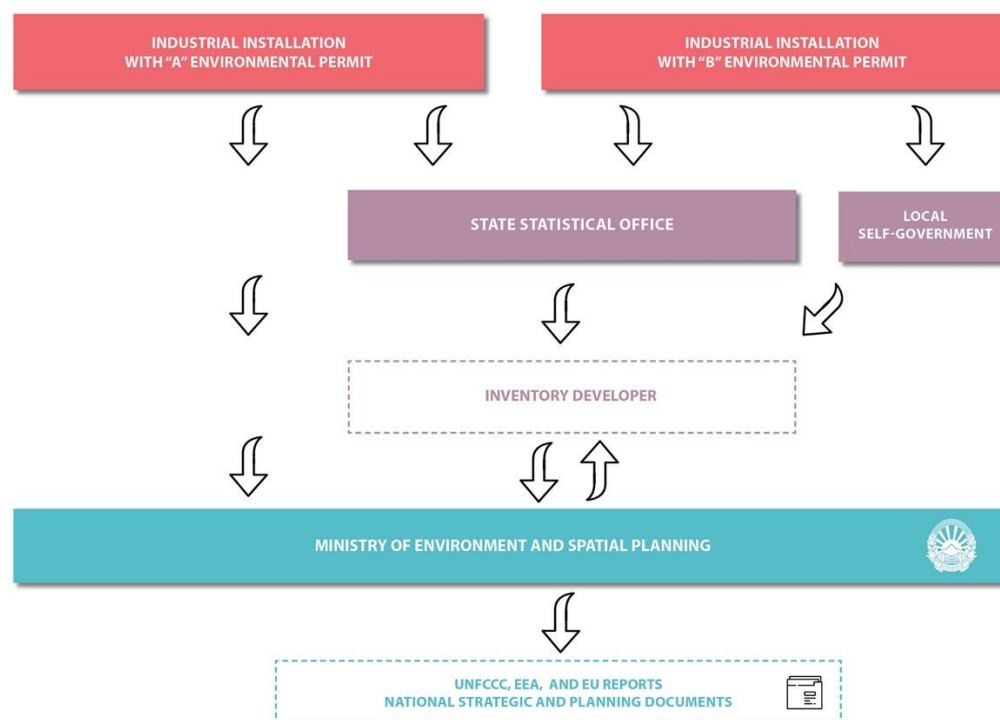 INDUSTRIAL INSTALLATION
WITH “A” ENVIRONMENTAL PERMIT
INDUSTRIAL INSTALLATION
WITH “B” ENVIRONMENTAL PERMIT
STATE STATISTICAL OFFICE
LOCAL
SELF-GOVERNMENT
INVENTORY DEVELOPER
MINISTRY OF ENVIRONMENT AND SPATIAL PLANNING
UNFCCC, EEA, AND EU REPORTS
NATIONAL STRATEGIC AND PLANNING DOCUMENTS